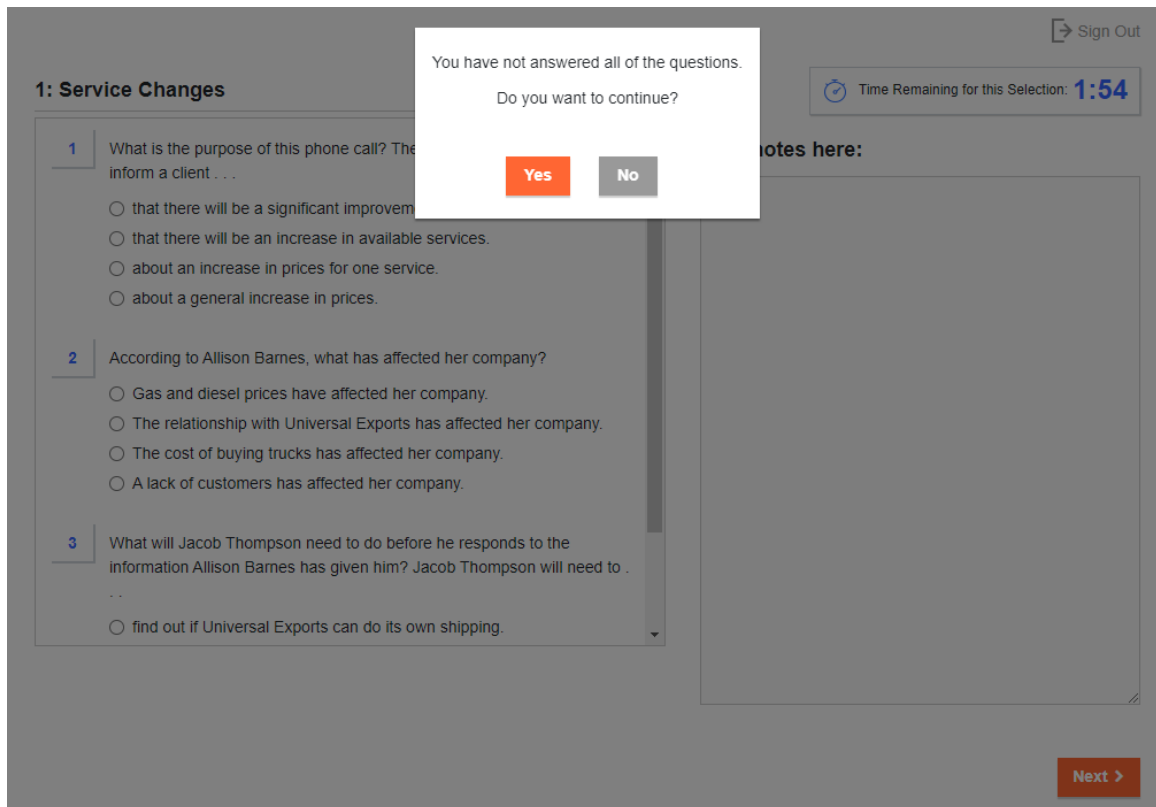 Sign Out
You have not answered all of the questions.
Do you want to continue?
Yes
No
1: Service Changes
Time Remaining for this Selection: 1:54
notes here:
1
What is the purpose of this phone call? The
inform a client . . .
that there will be a significant improvem
that there will be an increase in available services.
about an increase in prices for one service.
about a general increase in prices.
2
According to Allison Barnes, what has affected her company?
Gas and diesel prices have affected her company.
The relationship with Universal Exports has affected her company.
The cost of buying trucks has affected her company.
A lack of customers has affected her company.
3
What will Jacob Thompson need to do before he responds to the
information Allison Barnes has given him? Jacob Thompson will need to .
. .
find out if Universal Exports can do its own shipping.
Next